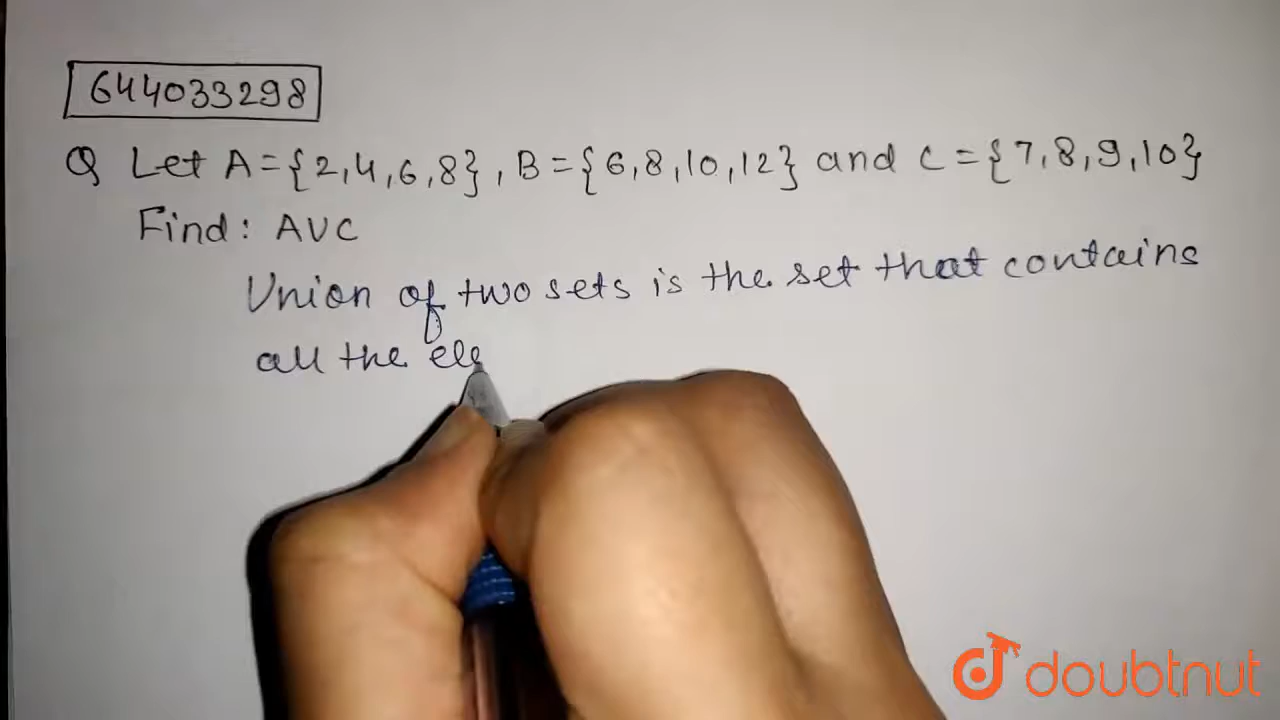 644033298
Q Let A={2,4,6,8}, B={6,8,10,12} and C={7,8,9,10}
Find: AUC
Union of two sets is the set that contains
all the ele
doubtnut